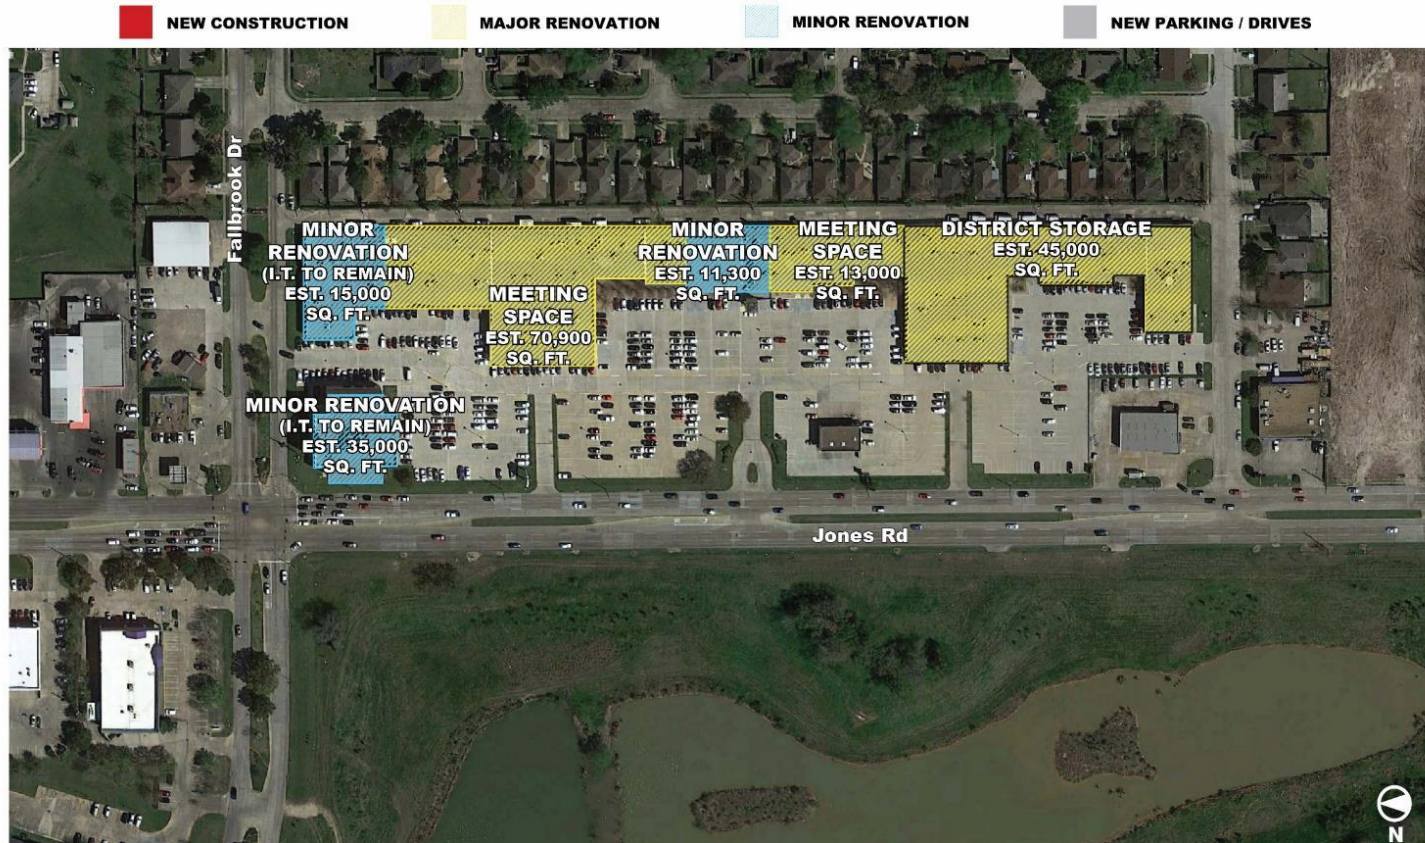 NEW CONSTRUCTION
MAJOR RENOVATION
MINOR RENOVATION
NEW PARKING / DRIVES
Fallbrook Dr
MINOR
RENOVATION
(I.T. TO REMAIN)
EST. 15,000
SQ. FT.
MEETING
SPACE
EST. 70,900
SQ. FT.
MINOR
RENOVATION
EST. 11,300
SQ. FT.
MEETING
SPACE
EST. 13,000
SQ. FT.
DISTRICT STORAGE
EST. 45,000
SQ. FT.
MINOR RENOVATION
(I.T. TO REMAIN)
EST. 35,000
SQ. FT.
Jones Rd
N